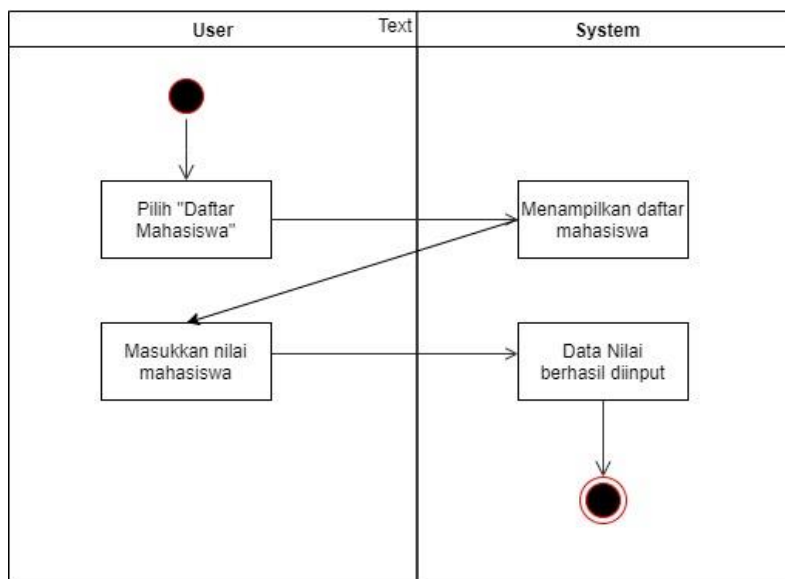 User
Text
System
Pilih "Daftar
Mahasiswa"
Menampilkan daftar
mahasiswa
Masukkan nilai
mahasiswa
Data Nilai
berhasil diinput